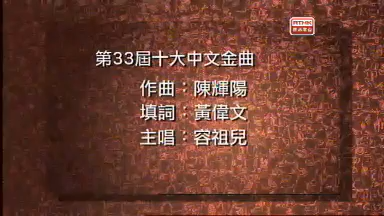 RTHK
第33屆十大中文金曲
作曲：陳輝陽
填詞：黃偉文
主唱：容祖兒